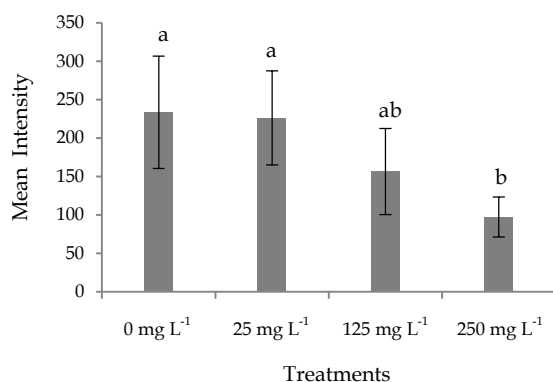 350
300
250
200
150
100
50
0
Mean Intensity
a
a
ab
b
0 mg L⁻¹ 25 mg L⁻¹ 125 mg L⁻¹ 250 mg L⁻¹
Treatments